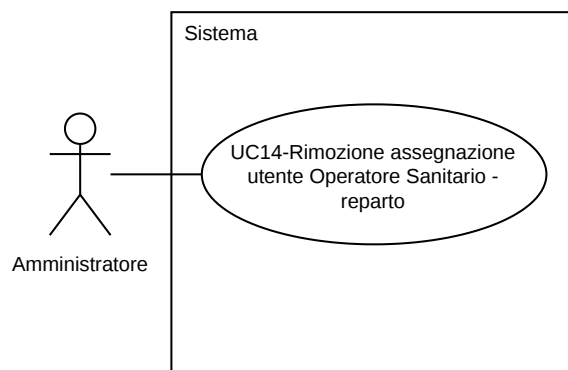 Sistema
UC14-Rimozione assegnazione
utente Operatore Sanitario -
reparto
Amministratore